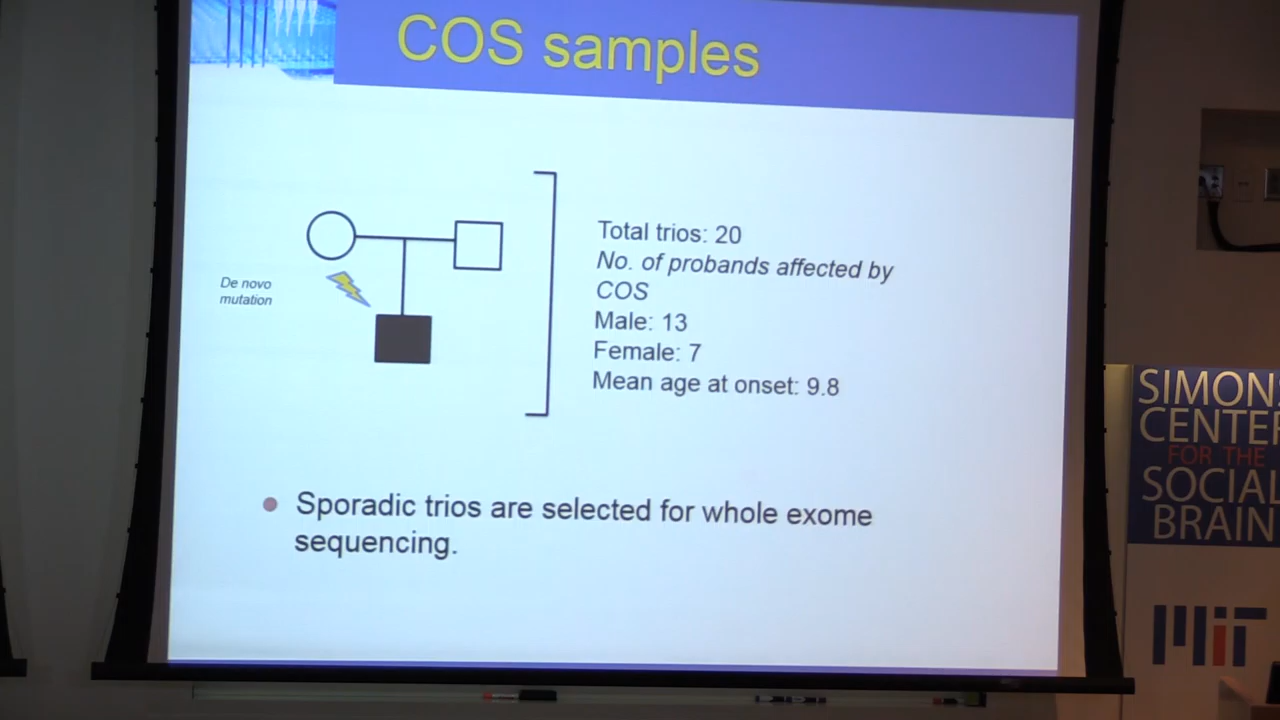 COS samples
De novo
mutation
Total trios: 20
No. of probands affected by
COS
Male: 13
Female: 7
Mean age at onset: 9.8
Sporadic trios are selected for whole exome
sequencing.
SIMONS
CENTER
FOR THE
SOCIAL
BRAIN
MIT